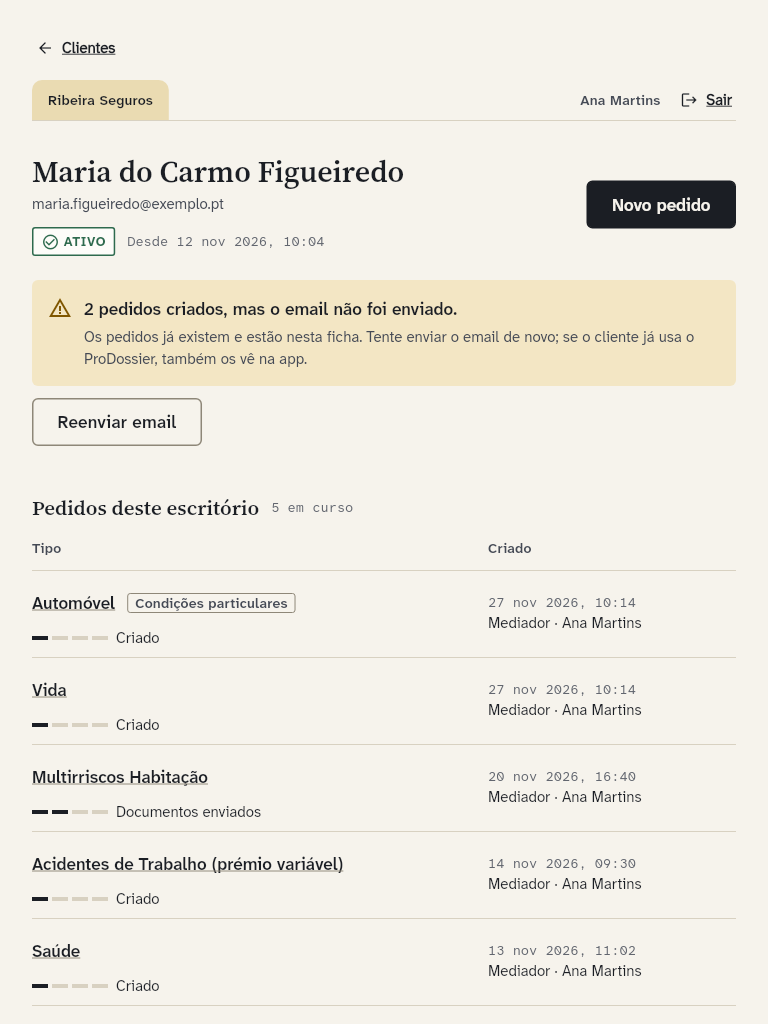 Clientes
Ribeira Seguros
Ana Martins
Sair
Maria do Carmo Figueiredo
maria.figueiredo@exemplo.pt
Novo pedido
ATIVO
Desde 12 nov 2026, 10:04
2 pedidos criados, mas o email não foi enviado.
Os pedidos já existem e estão nesta ficha. Tente enviar o email de novo; se o cliente já usa o
ProDossier, também os vê na app.
Reenviar email
Pedidos deste escritório 5 em curso
Tipo
Criado
Automóvel Condições particulares
27 nov 2026, 10:14
Mediador · Ana Martins
Criado
Vida
27 nov 2026, 10:14
Mediador · Ana Martins
Criado
Multirriscos Habitação
20 nov 2026, 16:40
Mediador · Ana Martins
Documentos enviados
Acidentes de Trabalho (prémio variável)
14 nov 2026, 09:30
Mediador · Ana Martins
Criado
Saúde
13 nov 2026, 11:02
Mediador · Ana Martins
Criado